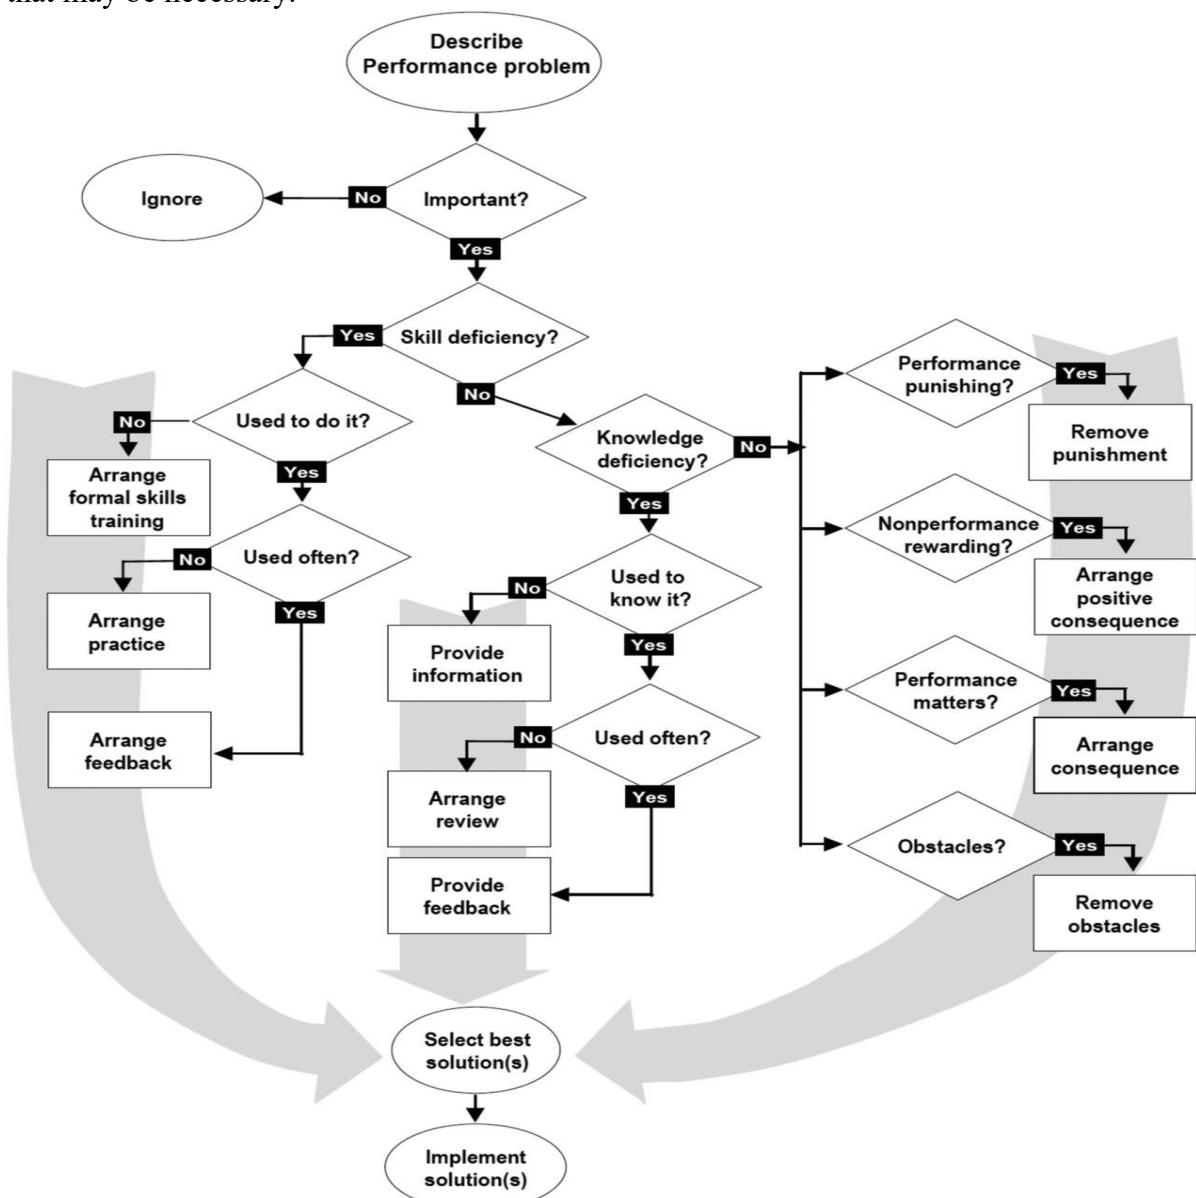 that may be necessary.
Describe
Performance problem
Important?
No
Ignore
Yes
Skill deficiency?
Yes
No
Used to do it?
No
Arrange
formal skills
training
Yes
Used often?
No
Arrange
practice
Yes
Arrange
feedback
Knowledge
deficiency?
No
Yes
Used to
know it?
No
Provide
information
Yes
Used often?
No
Arrange
review
Yes
Provide
feedback
Performance
punishing?
Yes
Remove
punishment
Nonperformance
rewarding?
Yes
Arrange
positive
consequence
Performance
matters?
Yes
Arrange
consequence
Obstacles?
Yes
Remove
obstacles
Select best
solution(s)
Implement
solution(s)